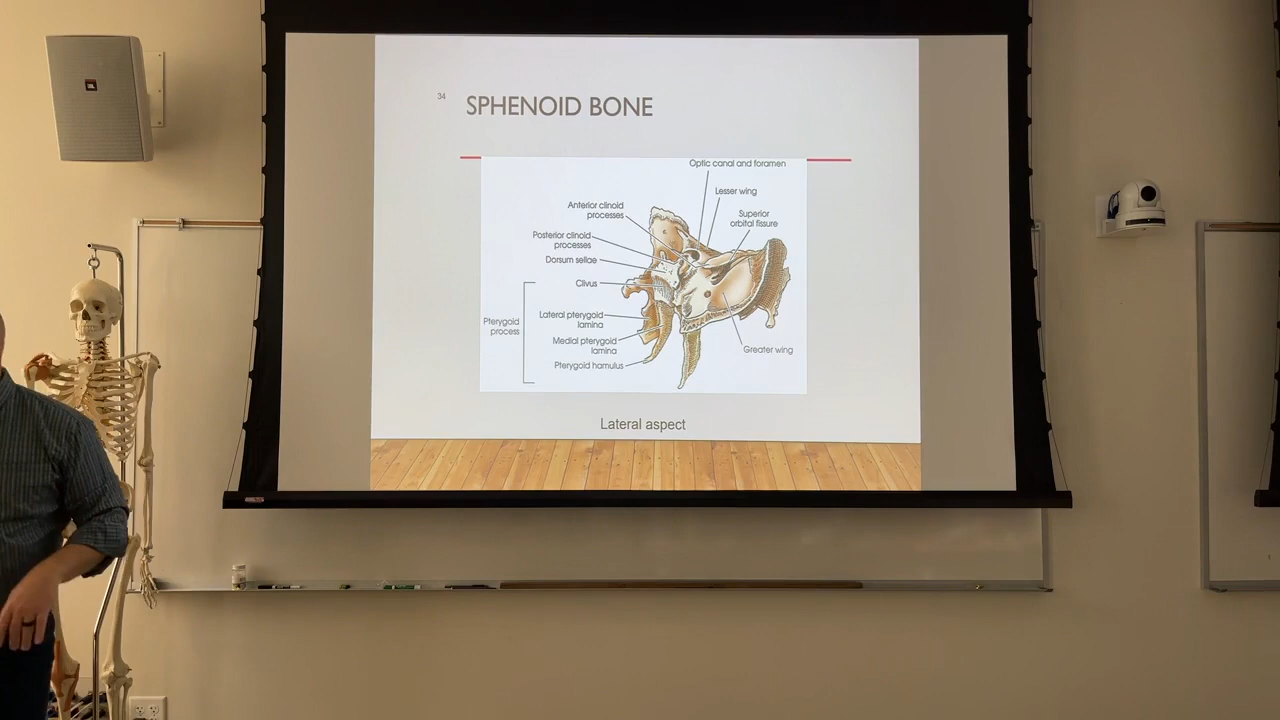 34
SPHENOID BONE
Optic canal and foramen
Lesser wing
Anterior clinoid
processes
Superior
orbital fissure
Posterior clinoid
processes
Dorsum sellae
Clivus
Pterygoid
process
Lateral pterygoid
lamina
Medial pterygoid
lamina
Pterygoid hamulus
Greater wing
Lateral aspect
JBL